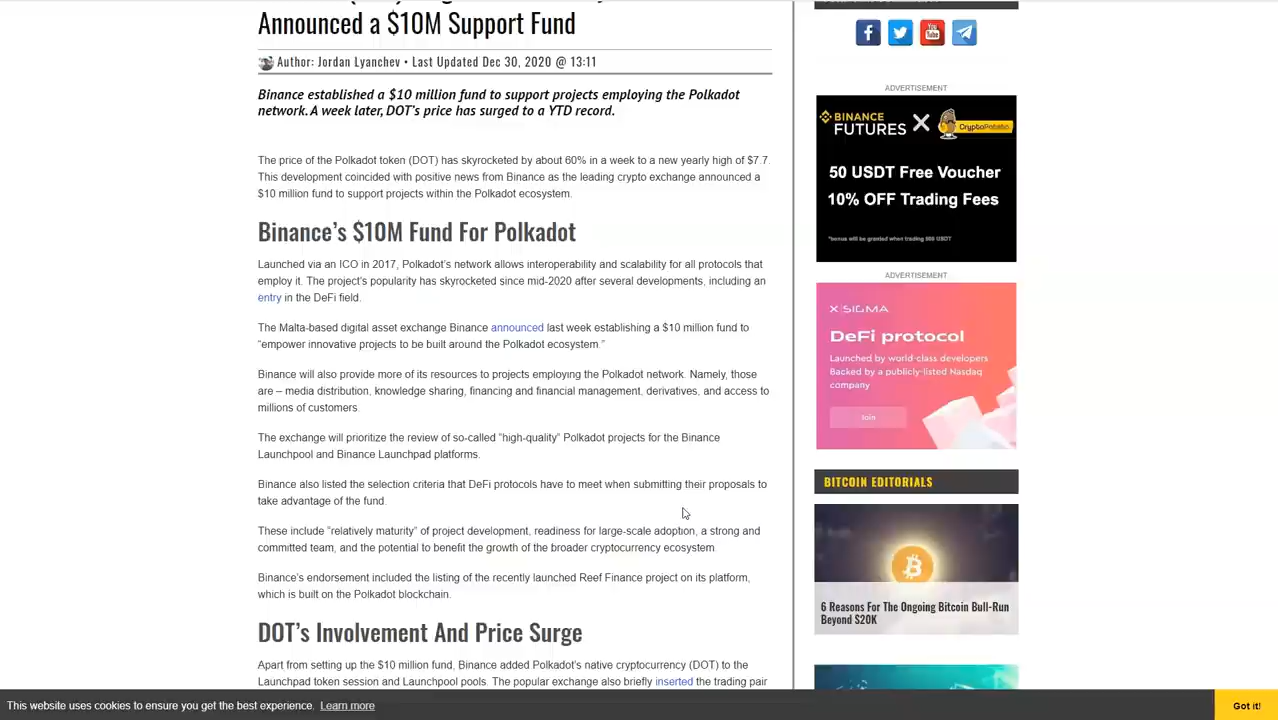 Announced a $10M Support Fund
Author: Jordan Lyanchev • Last Updated Dec 30, 2020 @ 13:11
Binance established a $10 million fund to support projects employing the Polkadot
network. A week later, DOT's price has surged to a YTD record.
The price of the Polkadot token (DOT) has skyrocketed by about 60% in a week to a new yearly high of $7.7.
This development coincided with positive news from Binance as the leading crypto exchange announced a
$10 million fund to support projects within the Polkadot ecosystem.
Binance's $10M Fund For Polkadot
Launched via an ICO in 2017, Polkadot's network allows interoperability and scalability for all protocols that
employ it. The project's popularity has skyrocketed since mid-2020 after several developments, including an
entry in the DeFi field.
The Malta-based digital asset exchange Binance announced last week establishing a $10 million fund to
“empower innovative projects to be built around the Polkadot ecosystem.”
Binance will also provide more of its resources to projects employing the Polkadot network. Namely, those
are – media distribution, knowledge sharing, financing and financial management, derivatives, and access to
millions of customers.
The exchange will prioritize the review of so-called “high-quality” Polkadot projects for the Binance
Launchpool and Binance Launchpad platforms.
Binance also listed the selection criteria that DeFi protocols have to meet when submitting their proposals to
take advantage of the fund.
These include “relatively maturity” of project development, readiness for large-scale adoption, a strong and
committed team, and the potential to benefit the growth of the broader cryptocurrency ecosystem.
Binance's endorsement included the listing of the recently launched Reef Finance project on its platform,
which is built on the Polkadot blockchain.
DOT's Involvement And Price Surge
Apart from setting up the $10 million fund, Binance added Polkadot's native cryptocurrency (DOT) to the
Launchpad token session and Launchpool pools. The popular exchange also briefly inserted the trading pair
You Tube
ADVERTISEMENT
BINANCE FUTURES X CryptoPotato
50 USDT Free Voucher
10% OFF Trading Fees
*bonus will be granted when trading $66 USDT
ADVERTISEMENT
X SIGMA
DeFi protocol
Launched by world-class developers
Backed by a publicly-listed Nasdaq
company
Join
BITCOIN EDITORIALS
6 Reasons For The Ongoing Bitcoin Bull-Run
Beyond $20K
This website uses cookies to ensure you get the best experience. Learn more
Got it!